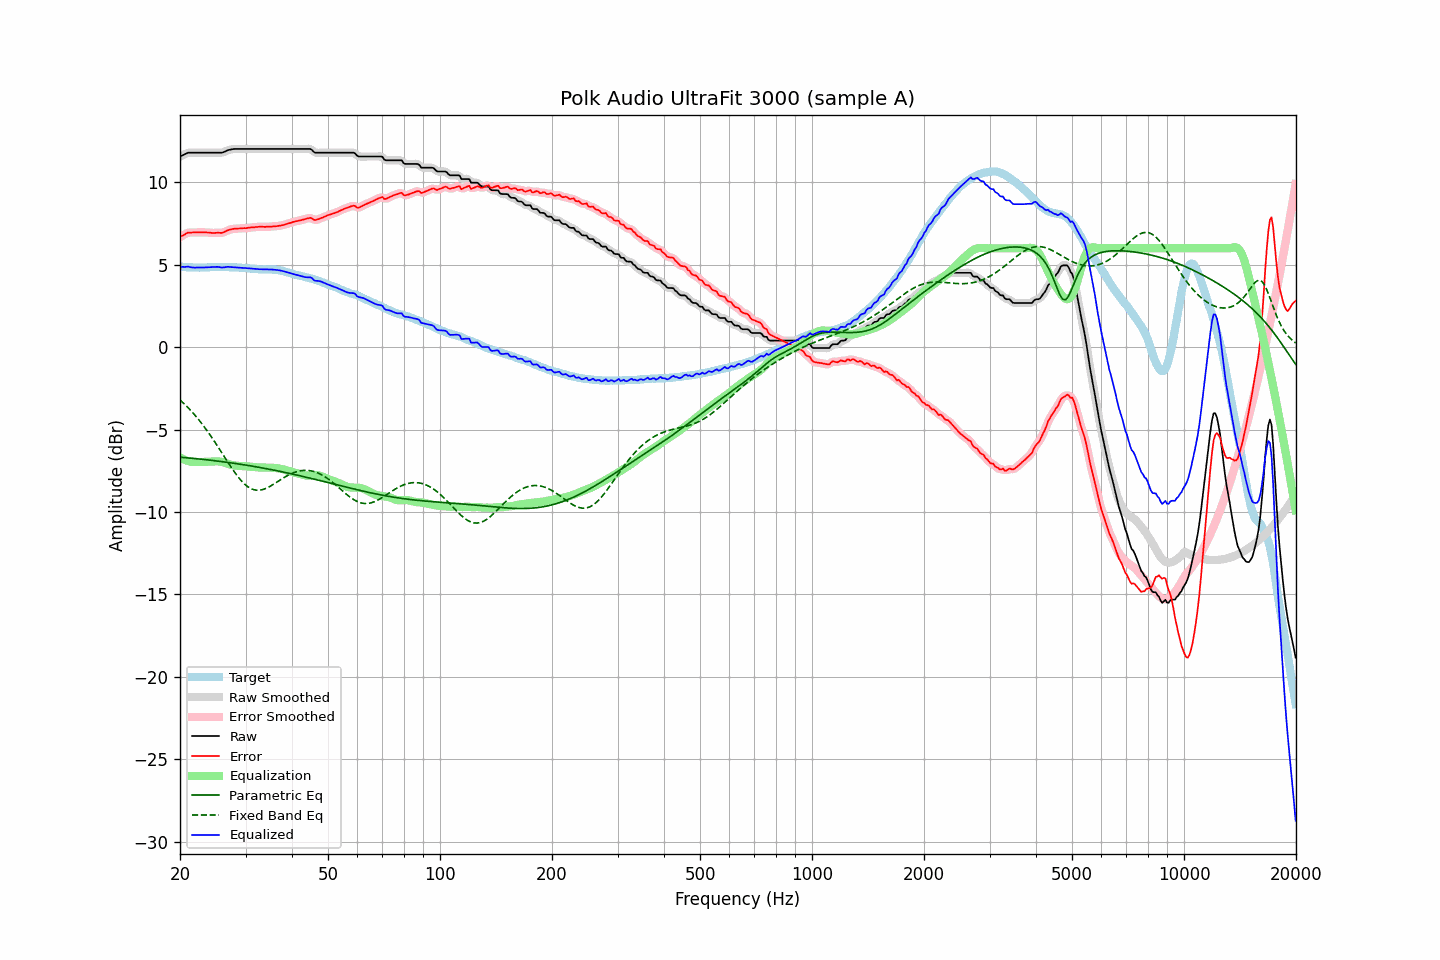 Polk Audio UltraFit 3000 (sample A)
Amplitude (dBr)
10
5
0
−5
−10
−15
−20
−25
−30
Target
Raw Smoothed
Error Smoothed
Raw
Error
Equalization
Parametric Eq
Fixed Band Eq
Equalized
20 50 100 200 500 1000 2000 5000 10000 20000
Frequency (Hz)